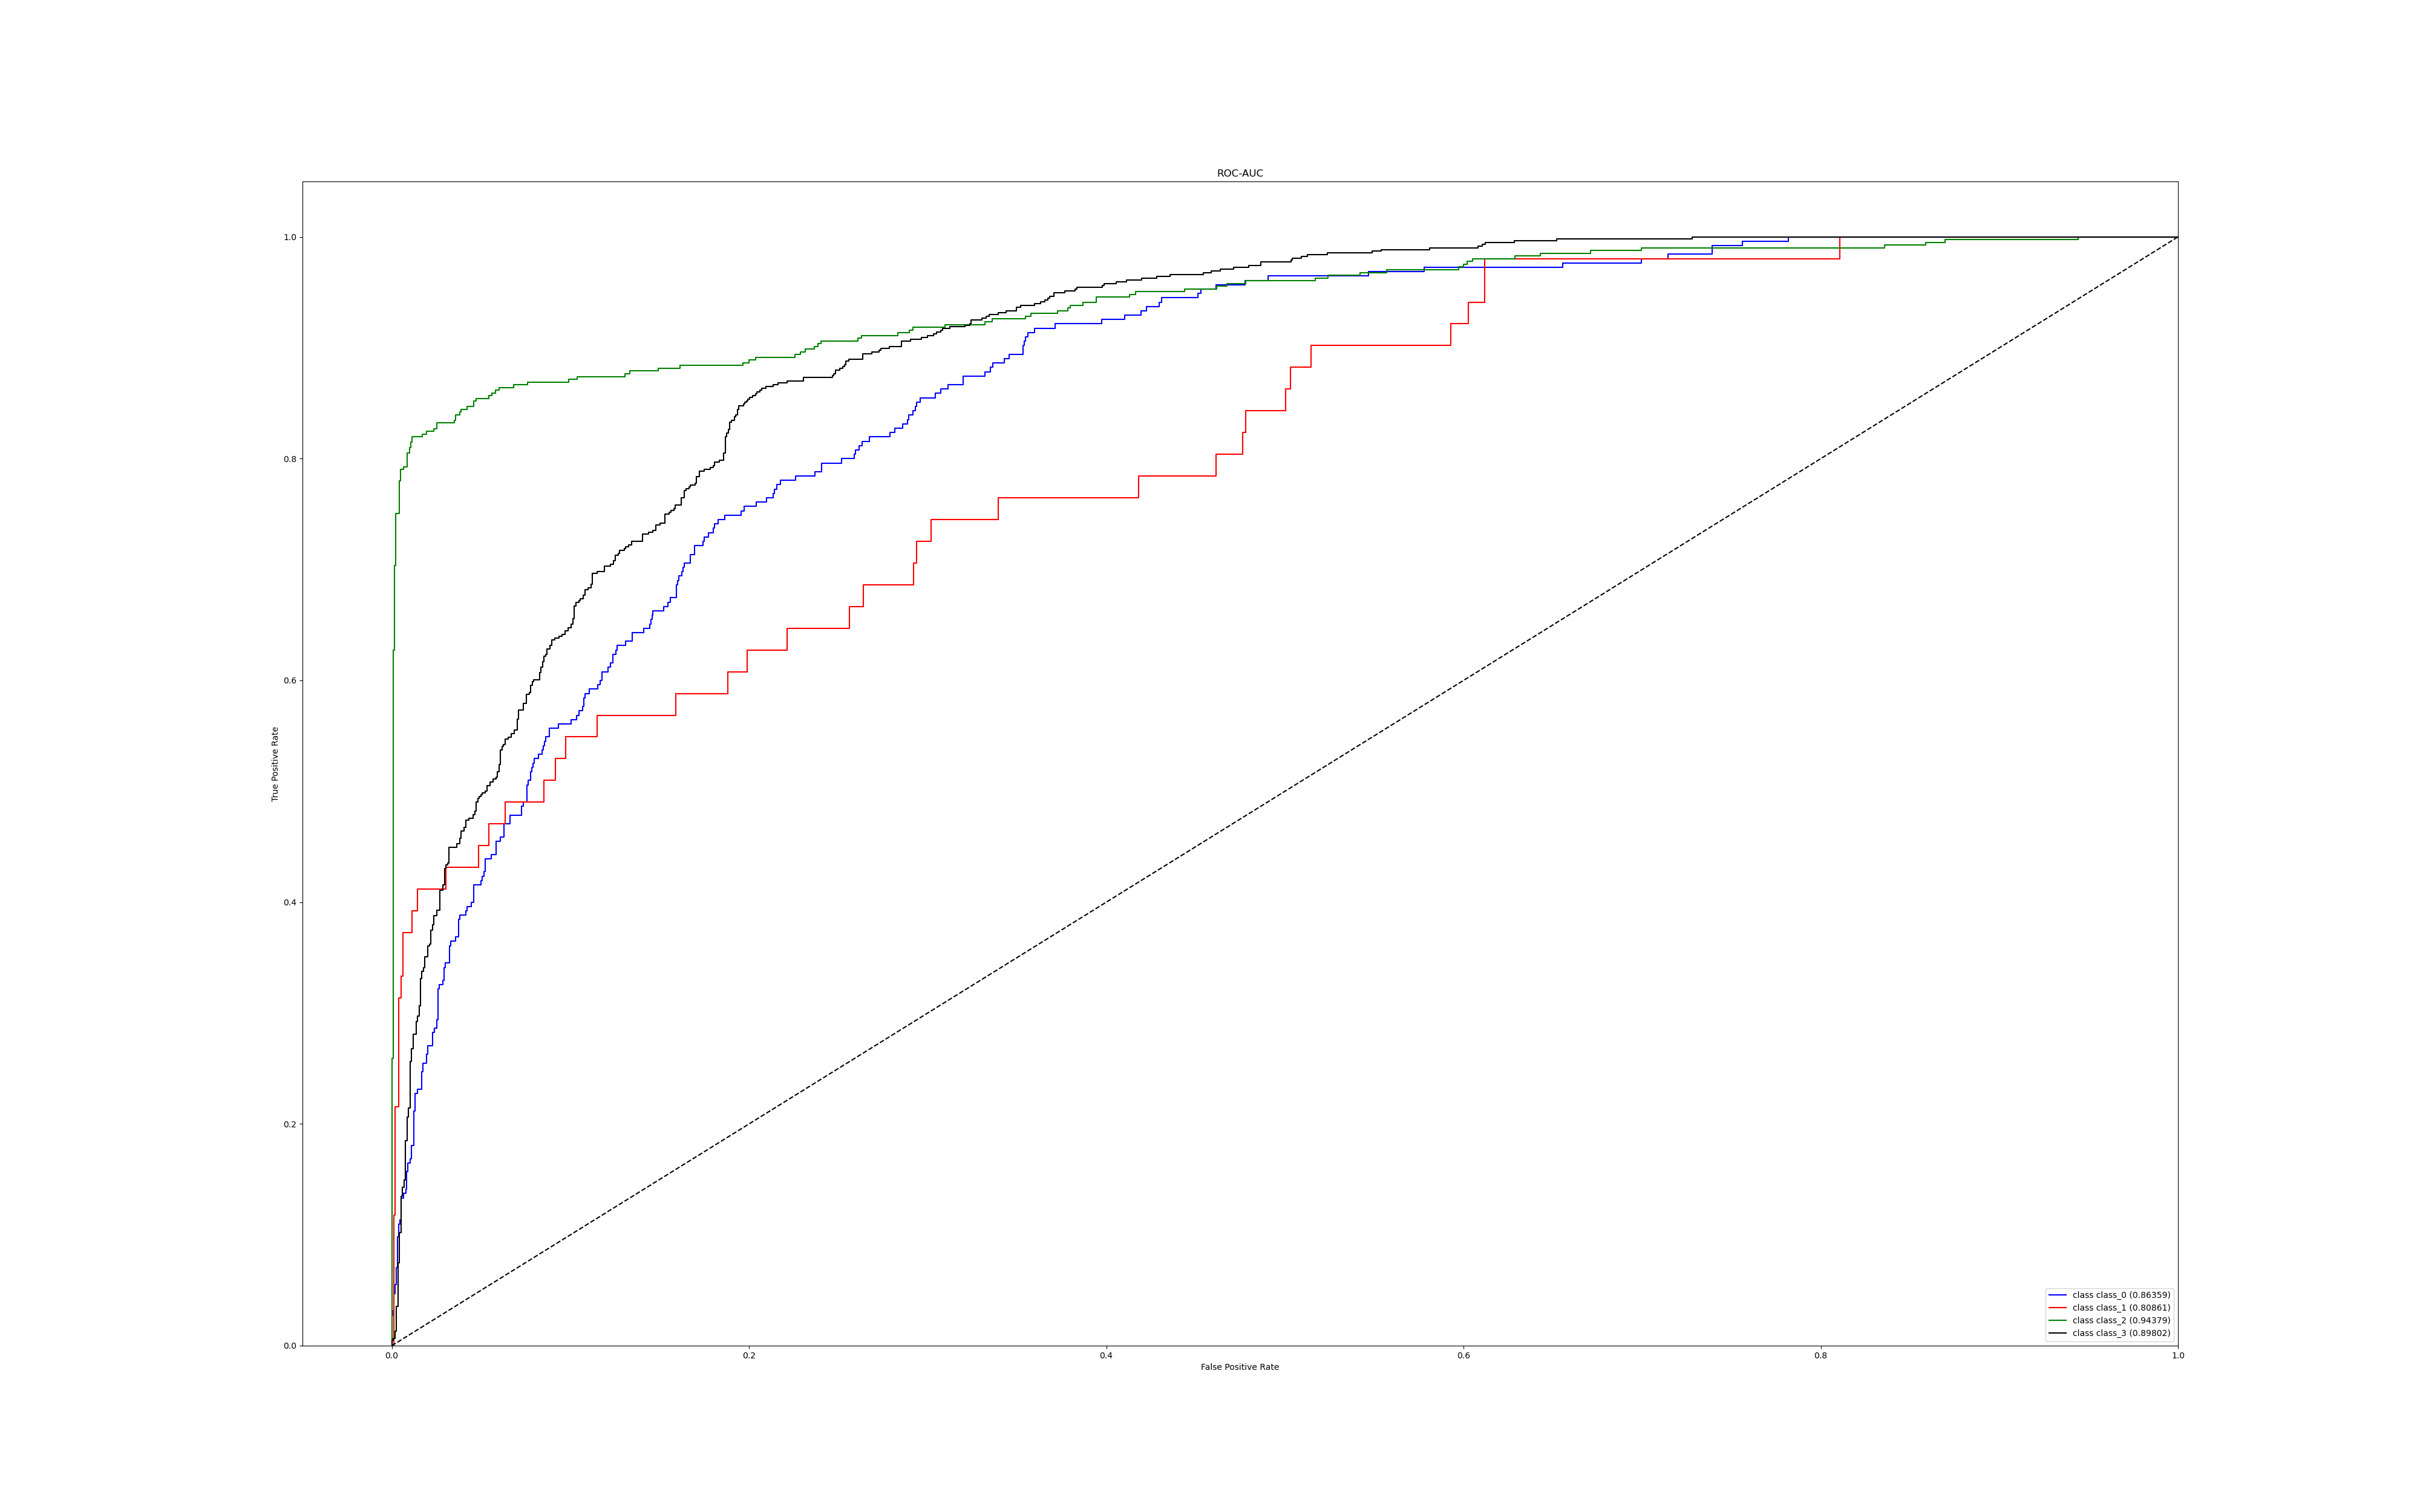 ROC-AUC
1.0
0.8
0.6
0.4
0.2
0.0
True Positive Rate
0.0 0.2 0.4 0.6 0.8 1.0
False Positive Rate
class class_0 (0.86359)
class class_1 (0.80861)
class class_2 (0.94379)
class class_3 (0.89802)